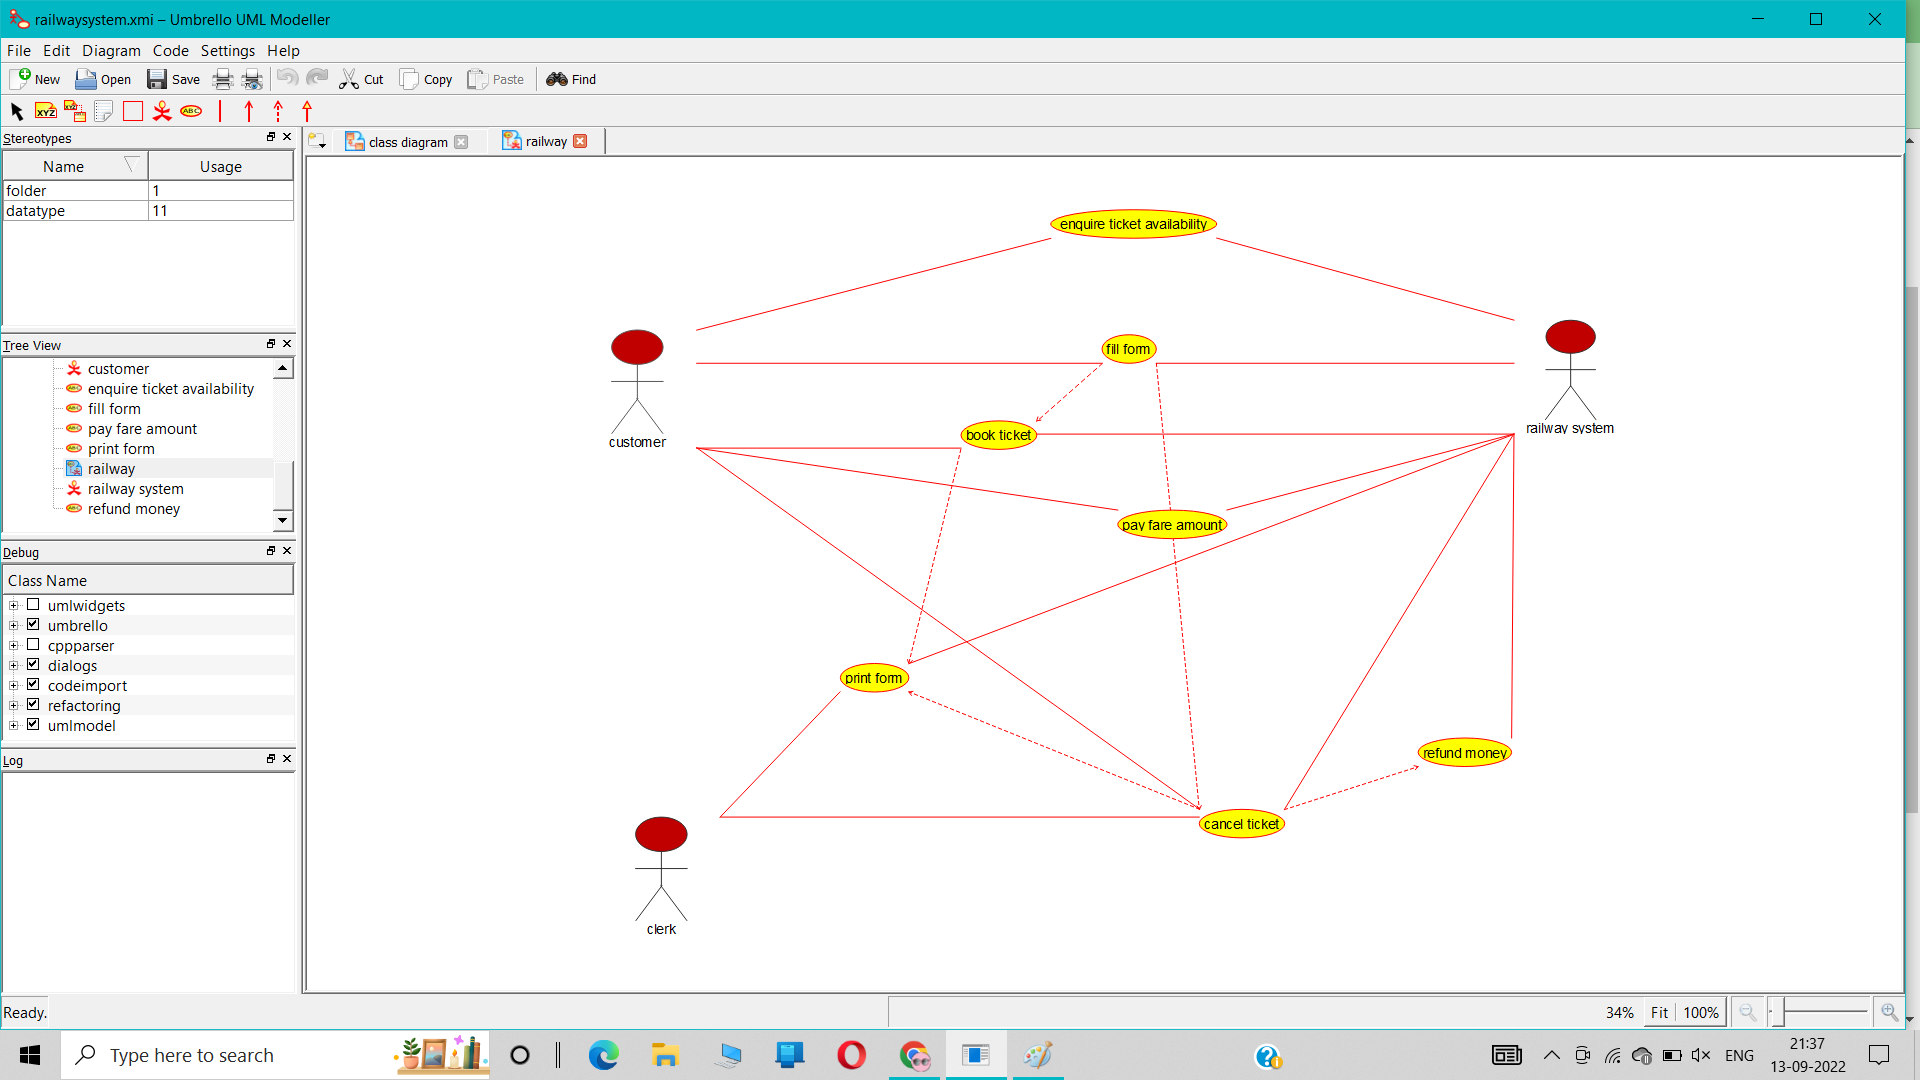 railwaysystem.xmi – Umbrello UML Modeller
File Edit Diagram Code Settings Help
New Open Save Cut Copy Paste Find
XYZ XYZ ABC
Stereotypes
Name Usage
folder 1
datatype 11
Tree View
customer
enquire ticket availability
fill form
pay fare amount
print form
railway
railway system
refund money
Debug
Class Name
umlwidgets
umbrello
cppparser
dialogs
codeimport
refactoring
umlmodel
Log
class diagram railway
enquire ticket availability
fill form
customer
railway system
book ticket
pay fare amount
print form
refund money
cancel ticket
clerk
Ready.
34% Fit 100%
Type here to search
ENG
21:37
13-09-2022